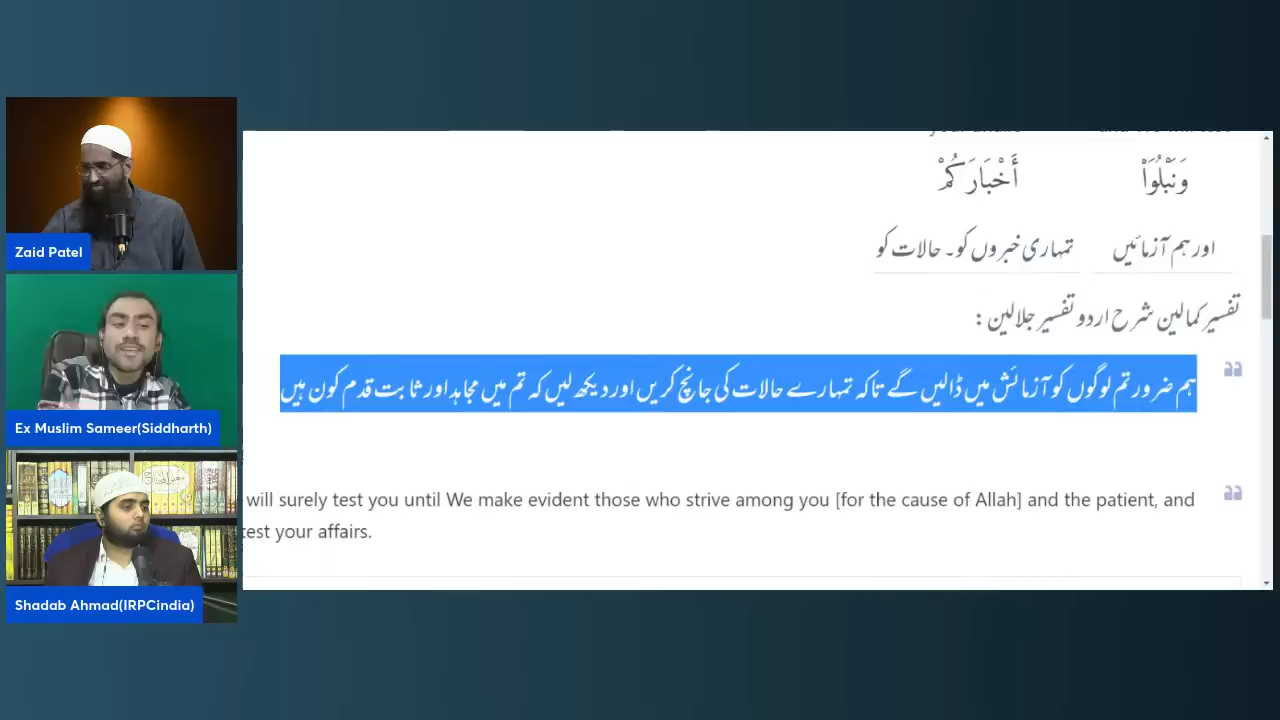 Zaid Patel
Ex Muslim Sameer(Siddharth)
Shadab Ahmad(IRPCindia)
وَنَبْلُوَا۟ أَخْبَارَكُمْ
اور ہم آزمائیں تمہاری خبروں کو۔ حالات کو
تفسیر کمالین شرح اردو تفسیر جلالین :
ہم ضرور تم لوگوں کو آزمائش میں ڈالیں گے تاکہ تمہارے حالات کی جانچ کریں اور دیکھ لیں کہ تم میں مجاہد اور ثابت قدم کون ہیں
will surely test you until We make evident those who strive among you [for the cause of Allah] and the patient, and
test your affairs.